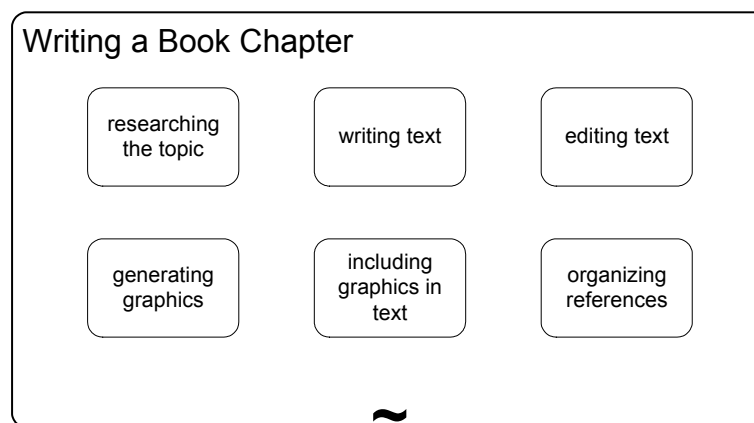 Writing a Book Chapter
researching
the topic
writing text
editing text
generating
graphics
including
graphics in
text
organizing
references
~